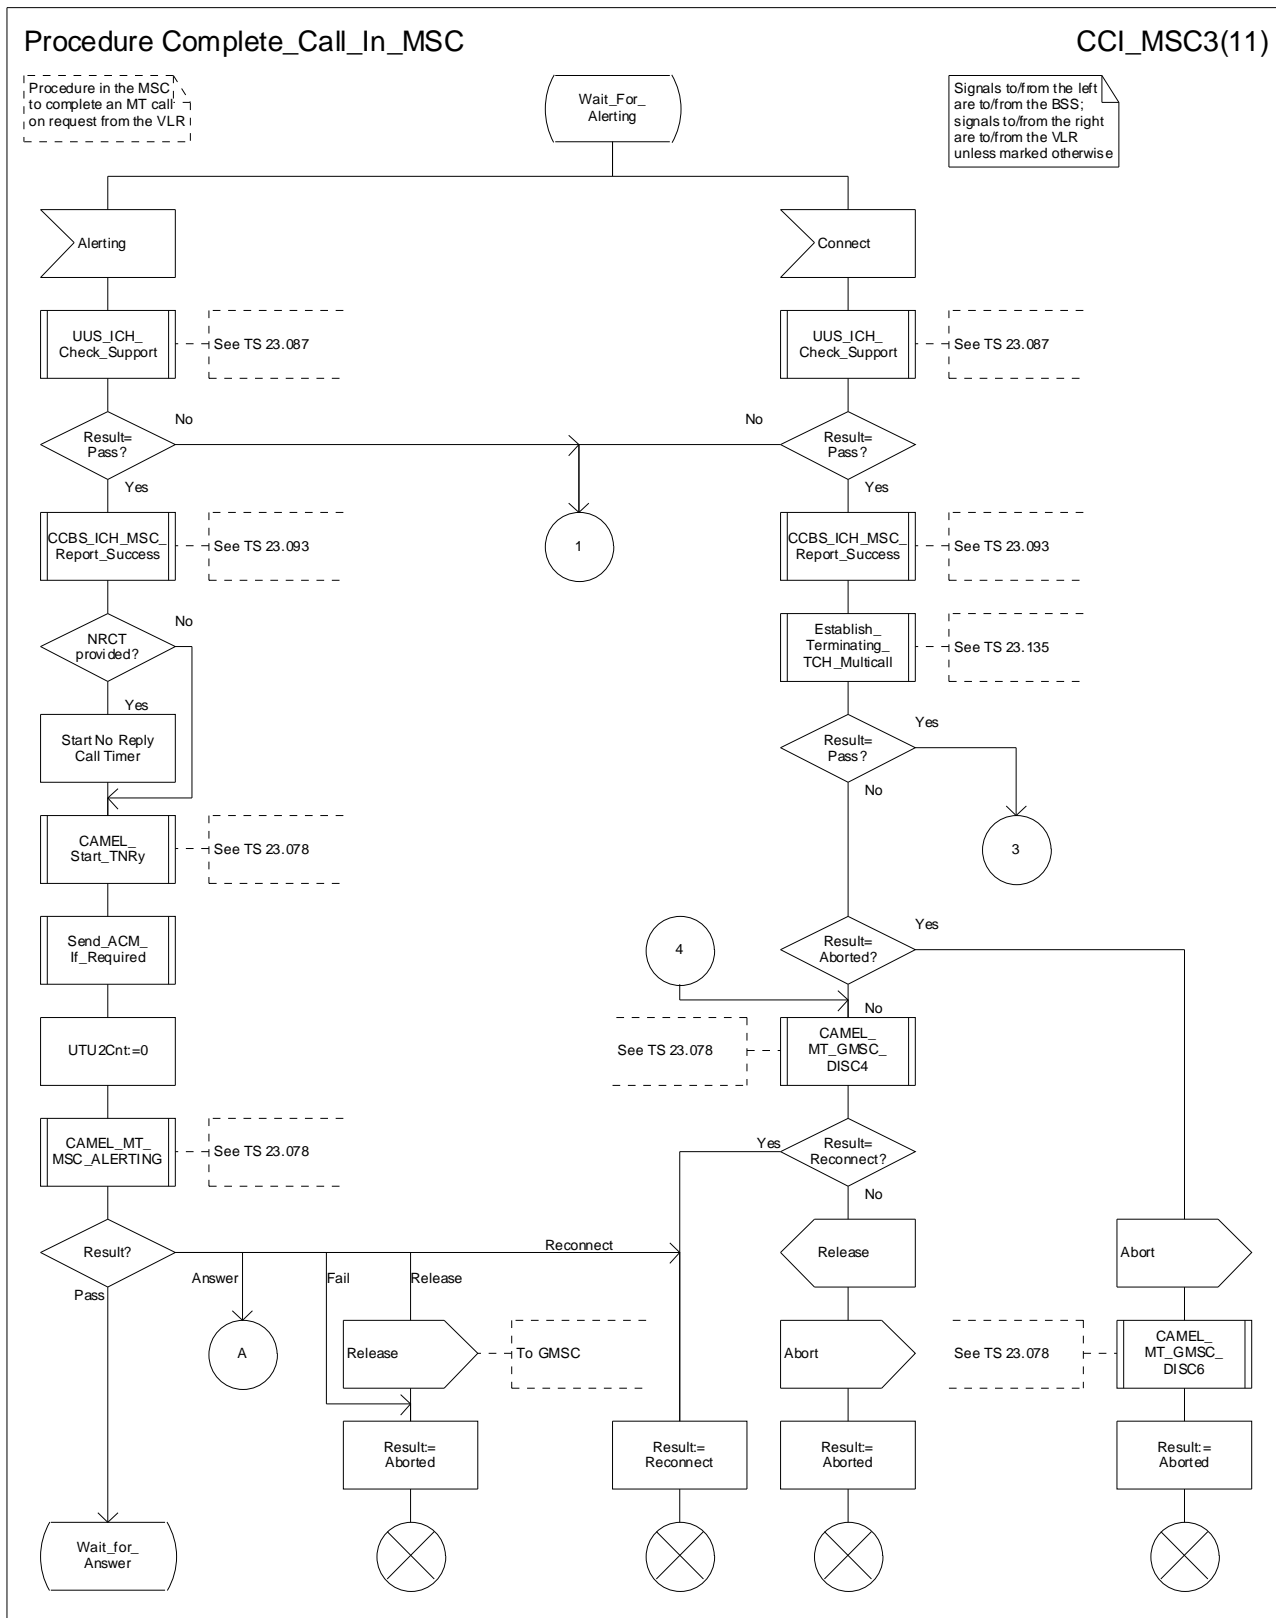 Procedure Complete_Call_In_MSC
CCI_MSC3(11)
Procedure in the MSC
to complete an MT call
on request from the VLR
Wait_For_
Alerting
Signals to/from the left
are to/from the BSS;
signals to/from the right
are to/from the VLR
unless marked otherwise
Alerting
Connect
UUS_ICH_
Check_Support
See TS 23.087
UUS_ICH_
Check_Support
See TS 23.087
No
No
Result=
Pass?
Result=
Pass?
Yes
Yes
CCBS_ICH_MSC_
Report_Success
See TS 23.093
1
CCBS_ICH_MSC_
Report_Success
See TS 23.093
No
NRCT
provided?
Establish_
Terminating_
TCH_Multicall
See TS 23.135
Yes
Yes
Start No Reply
Call Timer
Result=
Pass?
No
CAMEL_
Start_TNRy
See TS 23.078
3
Send_ACM_
If_Required
4
Result=
Aborted?
Yes
No
UTU2Cnt:=0
See TS 23.078
CAMEL_
MT_GMSC_
DISC4
CAMEL_MT_
MSC_ALERTING
See TS 23.078
Yes
Result=
Reconnect?
No
Result?
Reconnect
Release
Abort
Pass
Answer
Fail
Release
A
Release
To GMSC
Abort
See TS 23.078
CAMEL_
MT_GMSC_
DISC6
Result:=
Aborted
Result:=
Reconnect
Result:=
Aborted
Result:=
Aborted
Wait_for_
Answer